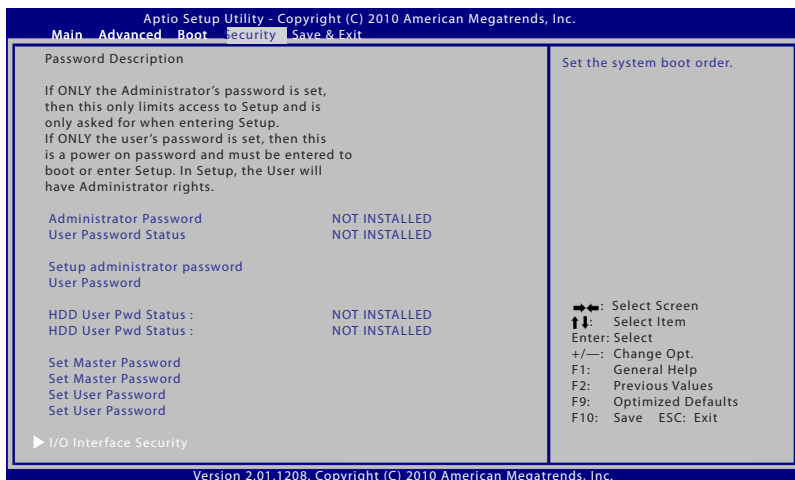 Aptio Setup Utility - Copyright (C) 2010 American Megatrends, Inc.
Main Advanced Boot Security Save & Exit
Password Description
If ONLY the Administrator's password is set,
then this only limits access to Setup and is
only asked for when entering Setup.
If ONLY the user's password is set, then this
is a power on password and must be entered to
boot or enter Setup. In Setup, the User will
have Administrator rights.
Administrator Password NOT INSTALLED
User Password Status NOT INSTALLED
Setup administrator password
User Password
HDD User Pwd Status : NOT INSTALLED
HDD User Pwd Status : NOT INSTALLED
Set Master Password
Set Master Password
Set User Password
Set User Password
I/O Interface Security
Set the system boot order.
➡⬅: Select Screen
⬆⬇: Select Item
Enter: Select
+/—: Change Opt.
F1: General Help
F2: Previous Values
F9: Optimized Defaults
F10: Save ESC: Exit
Version 2.01.1208. Copyright (C) 2010 American Megatrends, Inc.